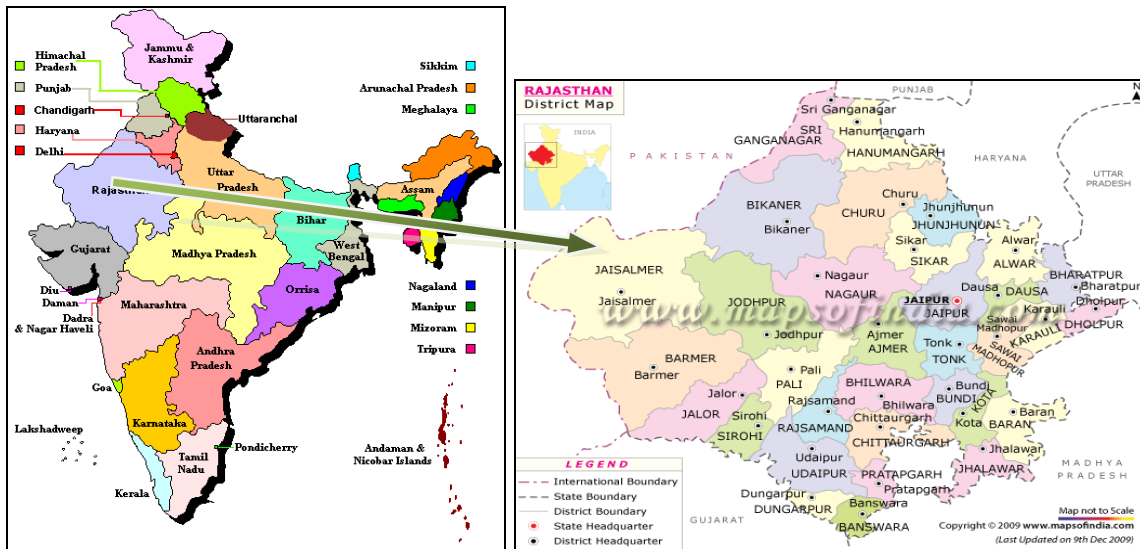 Jammu &
Kashmir
Himachal
Pradesh
Punjab
Chandigarh
Haryana
Delhi
Uttaranchal
Sikkim
Arunachal Pradesh
Meghalaya
Uttar
Pradesh
Assam
Bihar
Gujarat
Madhya Pradesh
West
Bengal
Diu
Daman
Dadra
& Nagar Haveli
Maharashtra
Orrisa
Nagaland
Manipur
Mizoram
Tripura
Andhra
Pradesh
Goa
Karnataka
Lakshadweep
Pondicherry
Tamil
Nadu
Kerala
Andaman &
Nicobar Islands
RAJASTHAN
District Map
INDIA
PUNJAB
N
PAKISTAN
HARYANA
UTTAR
PRADESH
Sri Ganganagar
SRI
GANGANAGAR
Hanumangarh
HANUMANGARH
BIKANER
Bikaner
Churu
CHURU
Jhunjhunun
JHUNJHUNUN
Sikar
SIKAR
Alwar
ALWAR
JAISALMER
Jaisalmer
JODHPUR
Jodhpur
Nagaur
NAGAUR
JAIPUR
JAIPUR
Dausa
DAUSA
BHARATPUR
Bharatpur
Dholpur
DHOLPUR
Karauli
KARAULI
Sawai
Madhopur
SAWAI
MADHOPUR
www.mapsofindia.com
BARMER
Barmer
Ajmer
AJMER
Tonk
TONK
Pali
PALI
Jalor
JALOR
Sirohi
SIROHI
BHILWARA
Bhilwara
Rajsamand
RAJSAMAND
Bundi
BUNDI
KOTA
Kota
Baran
BARAN
Chittaurgarh
CHITTAURGARH
Jhalawar
JHALAWAR
Udaipur
UDAIPUR
PRATAPGARH
Pratapgarh
Dungarpur
DUNGARPUR
Banswara
BANSWARA
MADHYA
PRADESH
GUJARAT
LEGEND
International Boundary
State Boundary
District Boundary
State Headquarter
District Headquarter
Map not to Scale
Copyright © 2009 www.mapsofindia.com
(Last Updated on 9th Dec 2009)